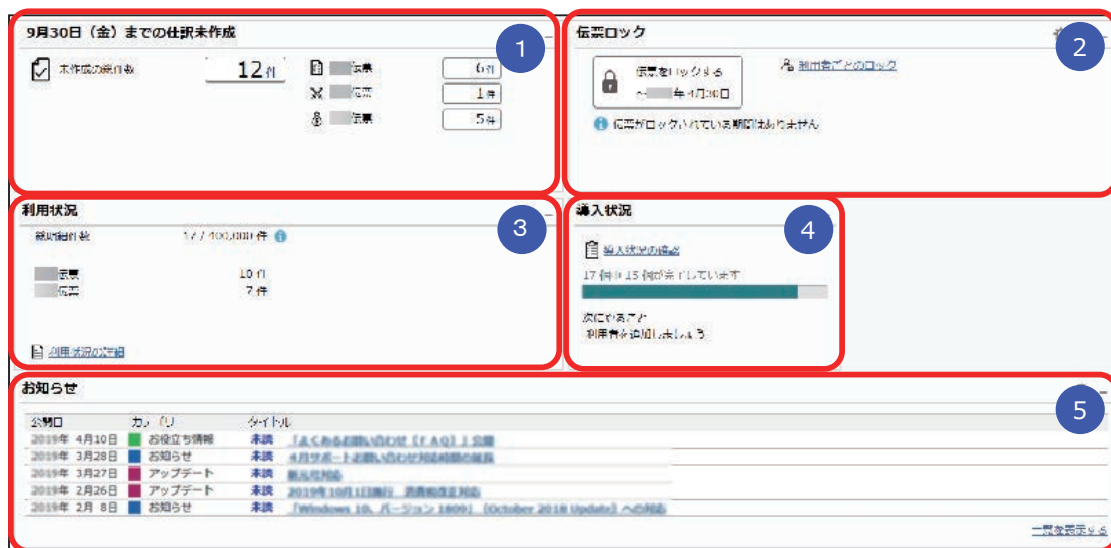 9月30日（金）までの仕訳未作成
1
未作成の総件数 12件
伝票 6件
伝票 1件
伝票 5件
伝票ロック
2
伝票をロックする
～ 年 4月30日
利用者ごとのロック
伝票がロックされている期間はありません
利用状況
3
総明細件数 17 / 400,000 件
伝票 10 件
伝票 7 件
利用状況の詳細
導入状況
4
導入状況の確認
17 個中 15 個が完了しています
次にやること
利用者を追加しましょう
お知らせ
5
公開日 カテゴリ タイトル
2019年 4月10日 お役立ち情報 未読 「よくあるお問い合わせ（FAQ）」公開
2019年 3月28日 お知らせ 未読 4月サポートお問い合わせ対応時間の延長
2019年 3月27日 アップデート 未読 新元号対応
2019年 2月26日 アップデート 未読 2019年10月1日施行 消費税改正対応
2019年 2月 8日 お知らせ 未読 「Windows 10、バージョン 1809」（October 2018 Update）への対応
一覧を表示する